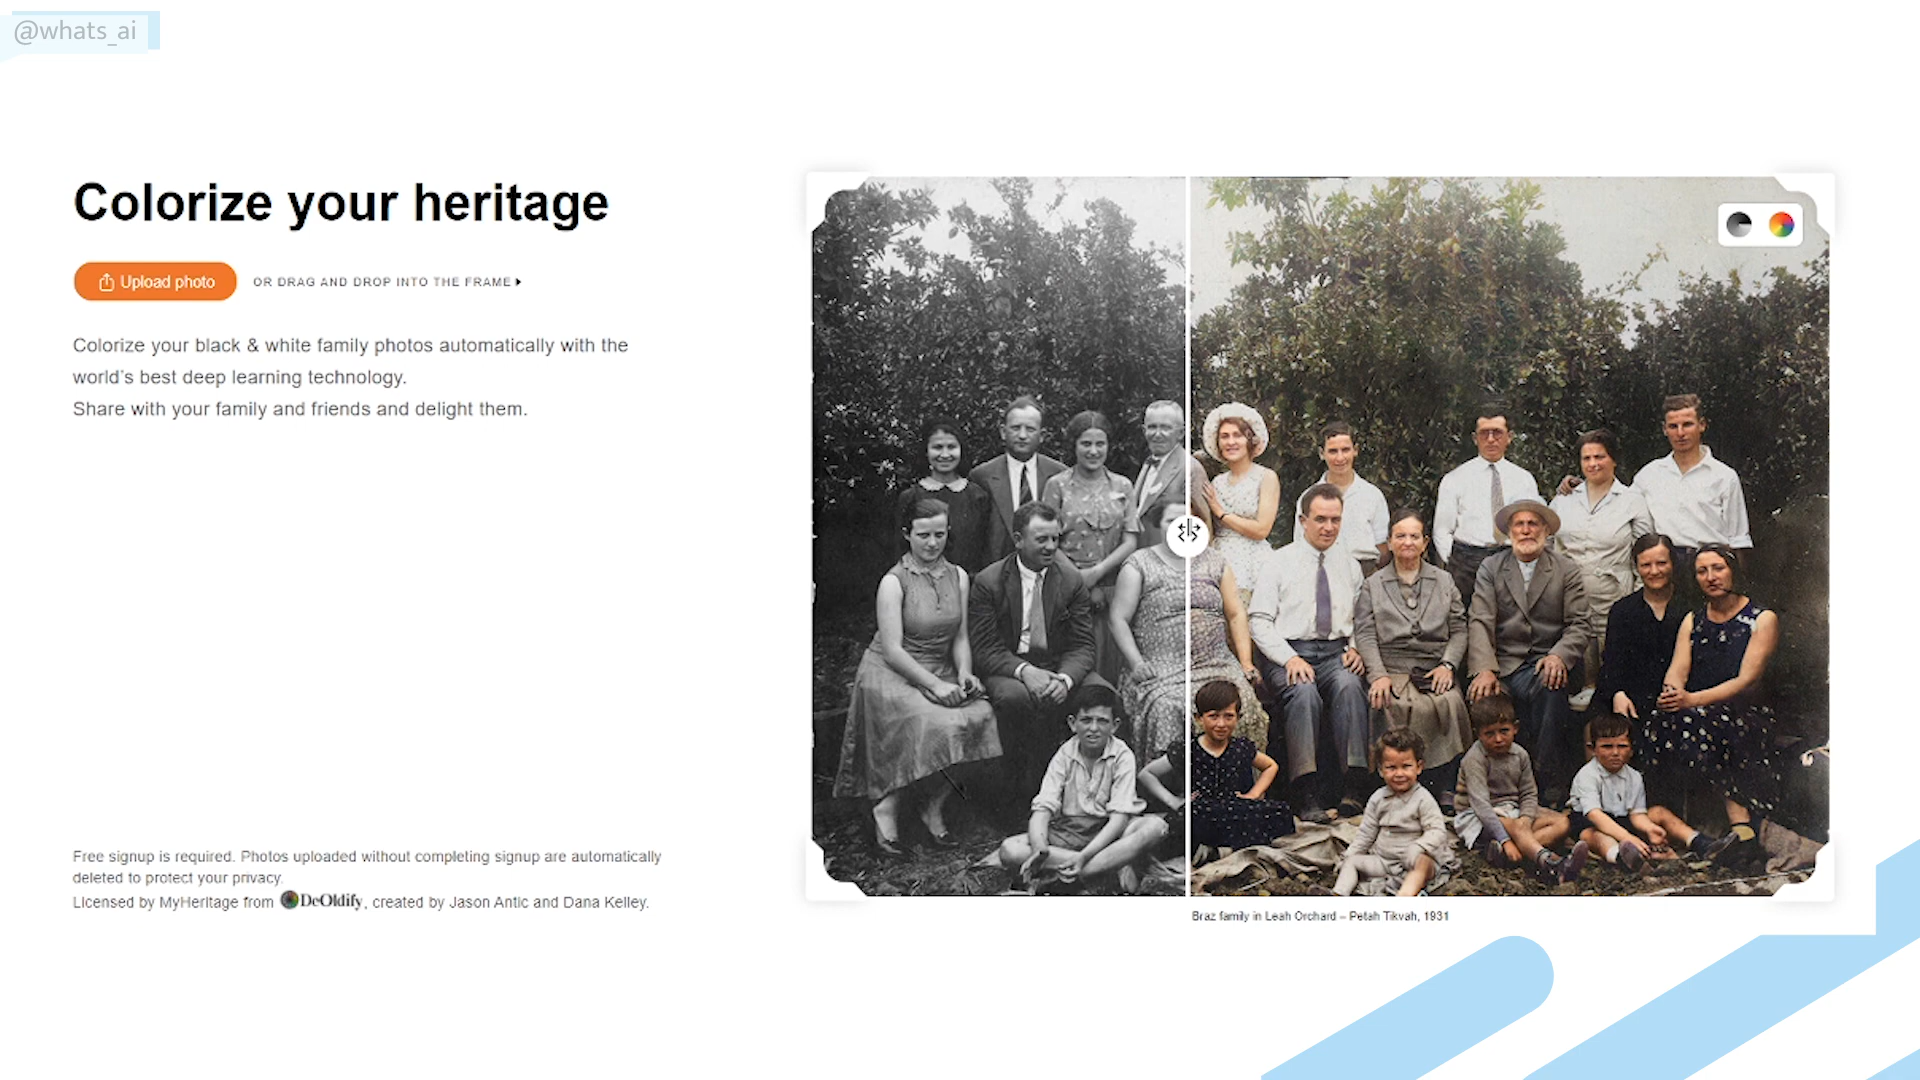 @whats_ai
Colorize your heritage
Upload photo
OR DRAG AND DROP INTO THE FRAME
Colorize your black & white family photos automatically with the
world's best deep learning technology.
Share with your family and friends and delight them.
Free signup is required. Photos uploaded without completing signup are automatically
deleted to protect your privacy.
Licensed by MyHeritage from DeOldify, created by Jason Antic and Dana Kelley.
Braz family in Leah Orchard – Petah Tikvah, 1931